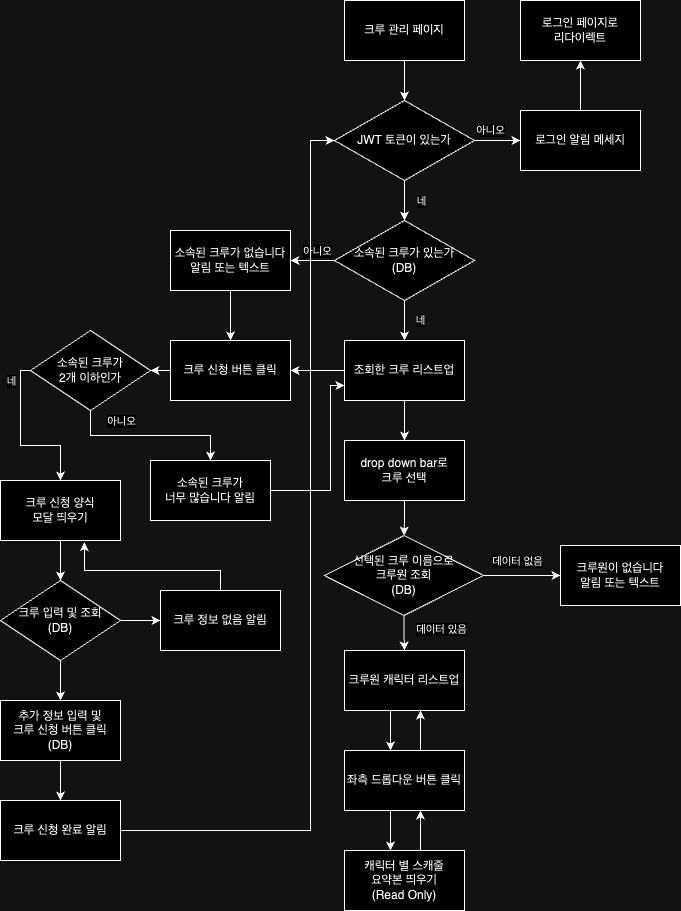 크루 관리 페이지
로그인 페이지로
리다이렉트
JWT 토큰이 있는가
아니오
로그인 알림 메세지
네
소속된 크루가 없습니다
알림 또는 텍스트
아니오
소속된 크루가 있는가
(DB)
네
소속된 크루가
2개 이하인가
크루 신청 버튼 클릭
조회한 크루 리스트업
네
아니오
소속된 크루가
너무 많습니다 알림
drop down bar로
크루 선택
크루 신청 양식
모달 띄우기
선택된 크루 이름으로
크루원 조회
(DB)
데이터 없음
크루원이 없습니다
알림 또는 텍스트
크루 입력 및 조회
(DB)
크루 정보 없음 알림
데이터 있음
크루원 캐릭터 리스트업
추가 정보 입력 및
크루 신청 버튼 클릭
(DB)
좌측 드롭다운 버튼 클릭
크루 신청 완료 알림
캐릭터 별 스캐줄
요약본 띄우기
(Read Only)